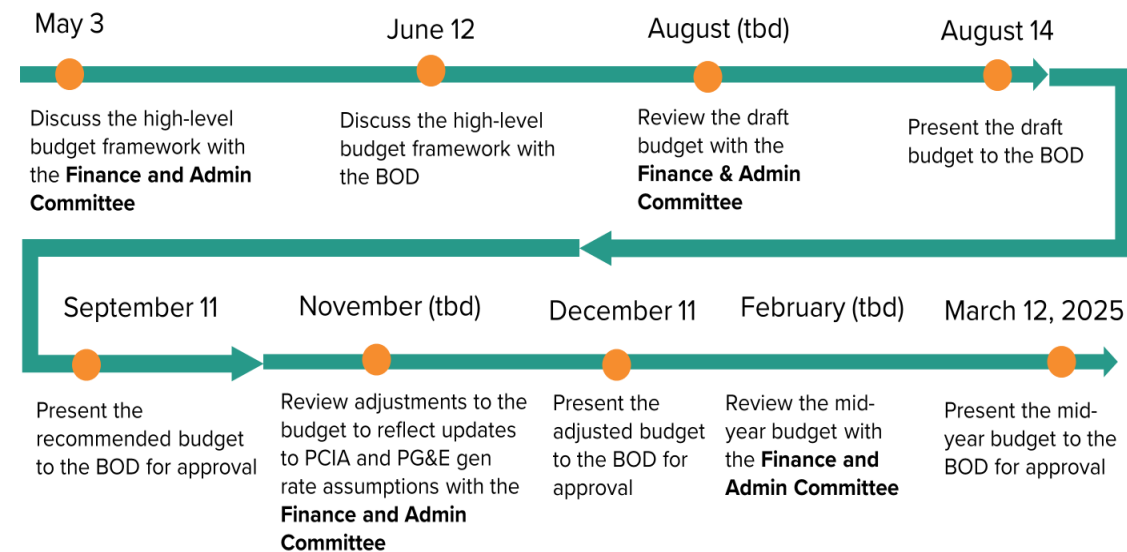 May 3
Discuss the high-level
budget framework with
the Finance and Admin
Committee
June 12
Discuss the high-level
budget framework with
the BOD
August (tbd)
Review the draft
budget with the
Finance & Admin
Committee
August 14
Present the draft
budget to the BOD
September 11
Present the
recommended budget
to the BOD for approval
November (tbd)
Review adjustments to the
budget to reflect updates
to PCIA and PG&E gen
rate assumptions with the
Finance and Admin
Committee
December 11
Present the
adjusted budget
to the BOD for
approval
February (tbd)
Review the mid-
year budget with
the Finance and
Admin Committee
March 12, 2025
Present the mid-
year budget to the
BOD for approval